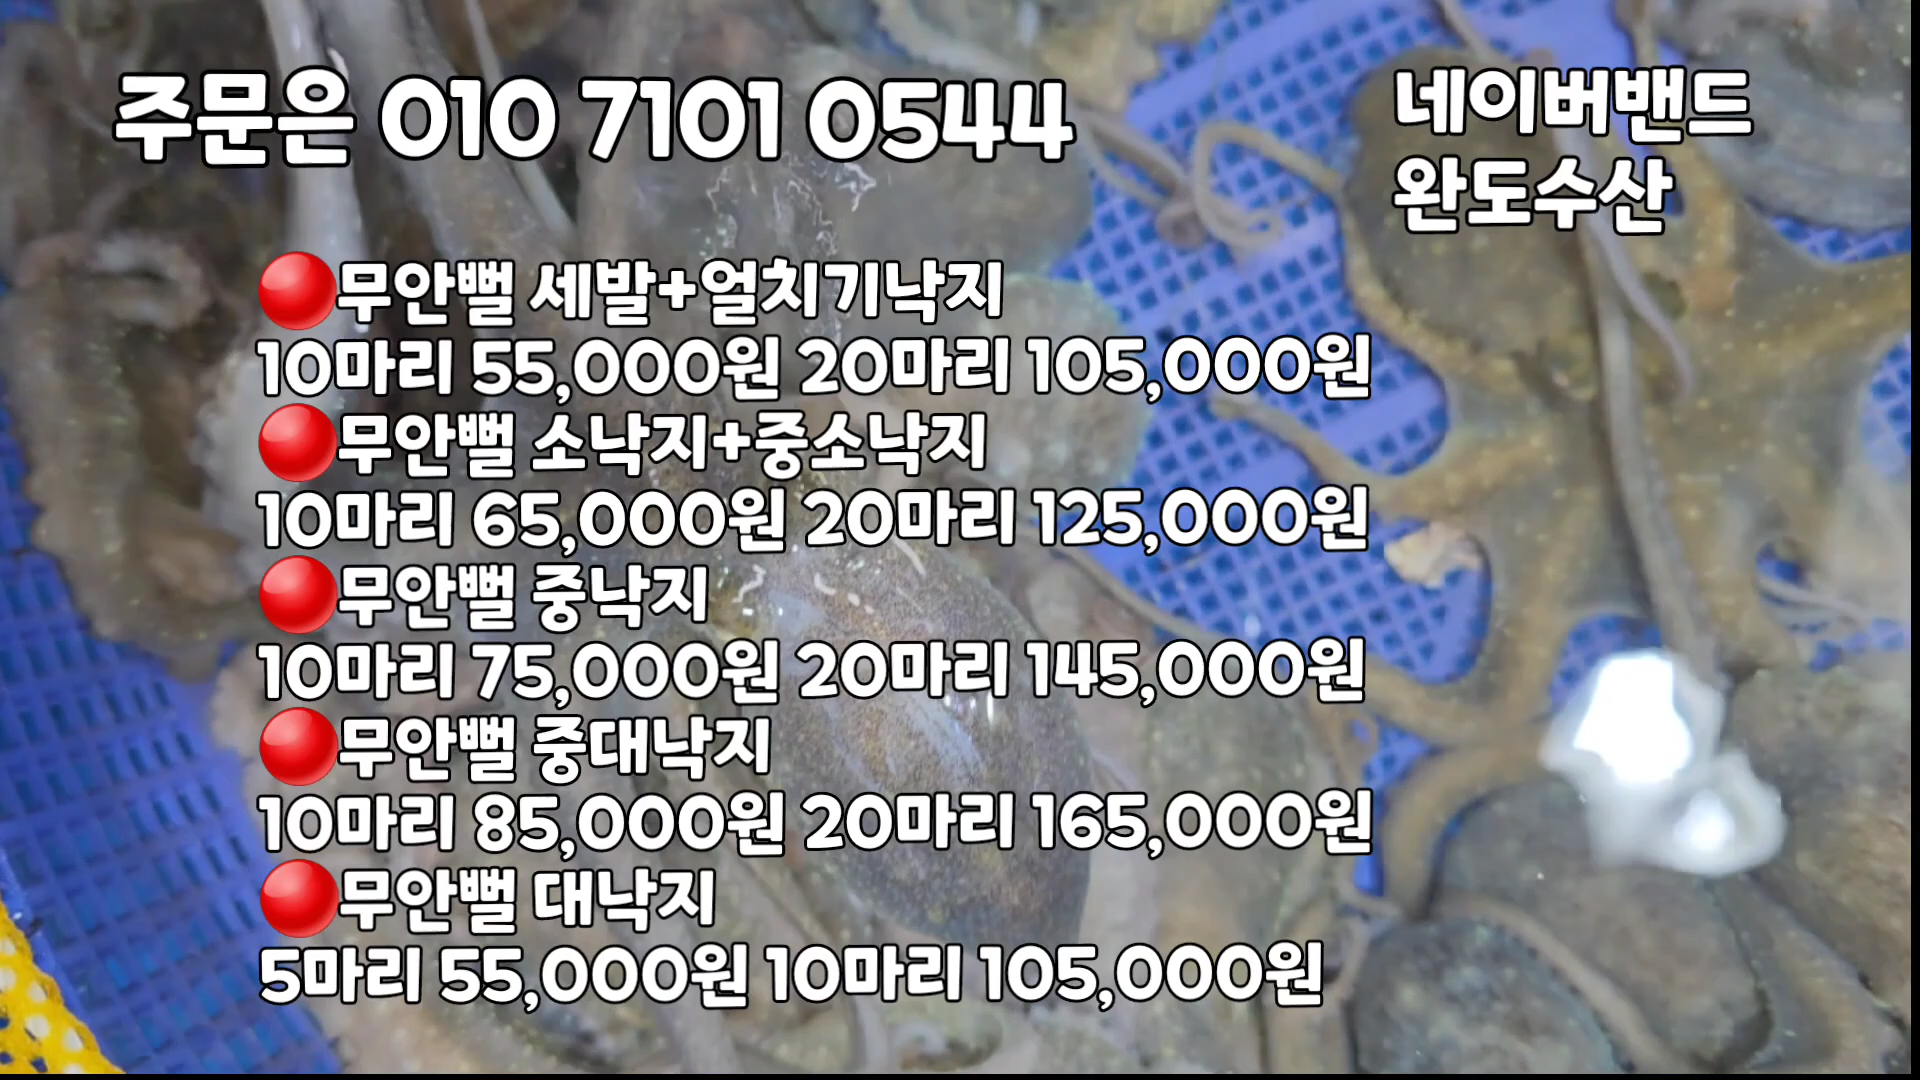 주문은 010 7101 0544
네이버밴드
완도수산
🔴무안뻘 세발+얼치기낙지
10마리 55,000원 20마리 105,000원
🔴무안뻘 소낙지+중소낙지
10마리 65,000원 20마리 125,000원
🔴무안뻘 중낙지
10마리 75,000원 20마리 145,000원
🔴무안뻘 중대낙지
10마리 85,000원 20마리 165,000원
🔴무안뻘 대낙지
5마리 55,000원 10마리 105,000원